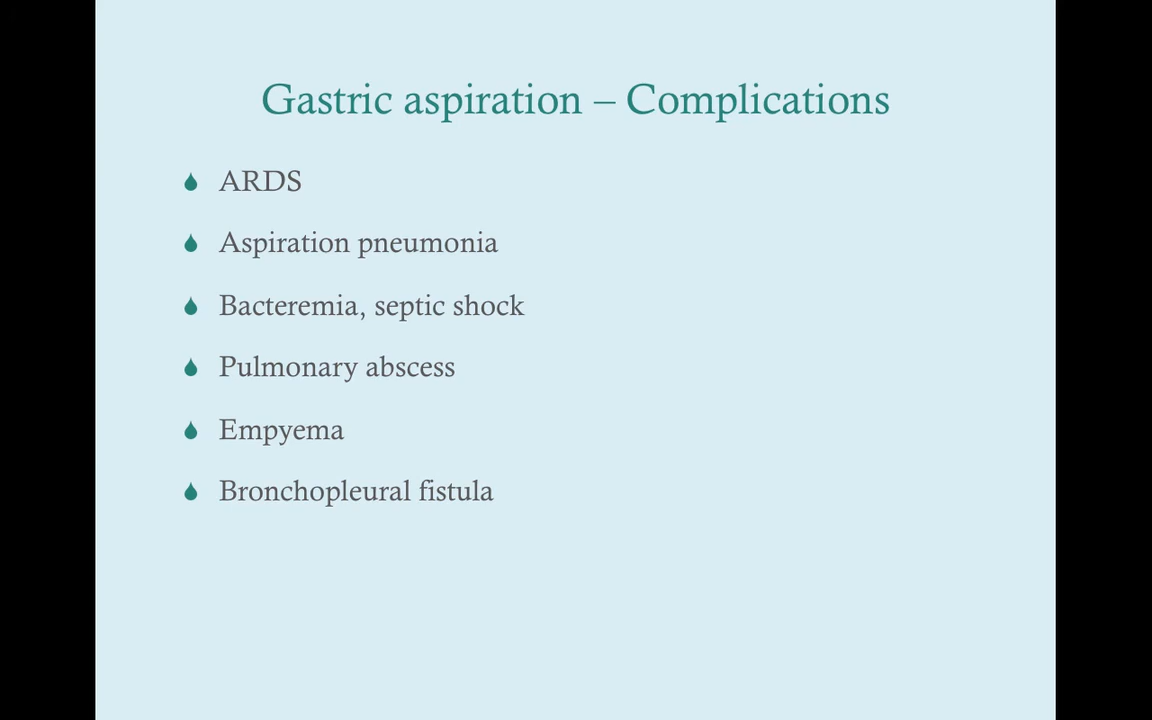 Gastric aspiration – Complications
ARDS
Aspiration pneumonia
Bacteremia, septic shock
Pulmonary abscess
Empyema
Bronchopleural fistula